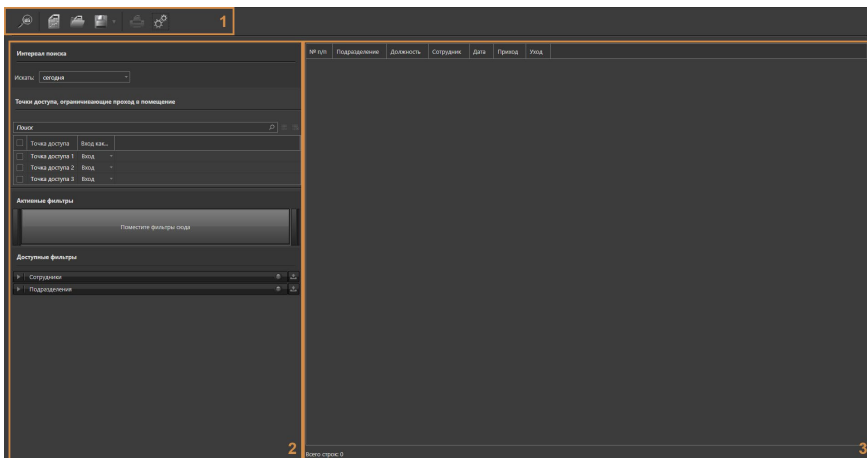 1
Интервал поиска
Искать: сегодня
Точки доступа, ограничивающие проход в помещение
Поиск
Точка доступа Вход как...
Точка доступа 1 Вход
Точка доступа 2 Вход
Точка доступа 3 Вход
Активные фильтры
Поместите фильтры сюда
Доступные фильтры
Сотрудники
Подразделения
2
№ п/п Подразделение Должность Сотрудник Дата Приход Уход
Всего строк: 0
3